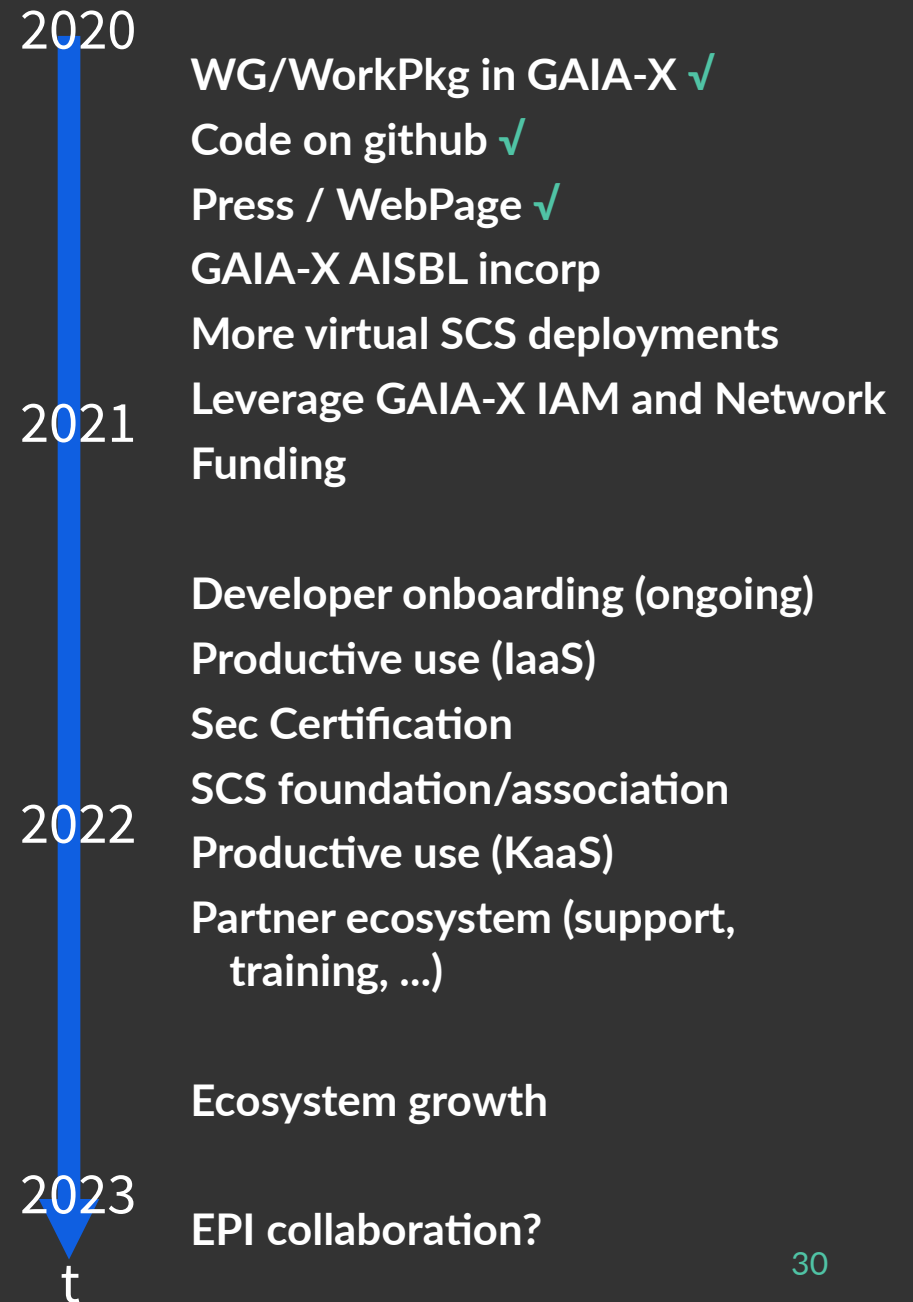 2020
WG/WorkPkg in GAIA-X √
Code on github √
Press / WebPage √
GAIA-X AISBL incorp
More virtual SCS deployments
Leverage GAIA-X IAM and Network
2021
Funding
Developer onboarding (ongoing)
Productive use (IaaS)
Sec Certification
SCS foundation/association
2022
Productive use (KaaS)
Partner ecosystem (support,
training, ...)
Ecosystem growth
2023
EPI collaboration?
30
t